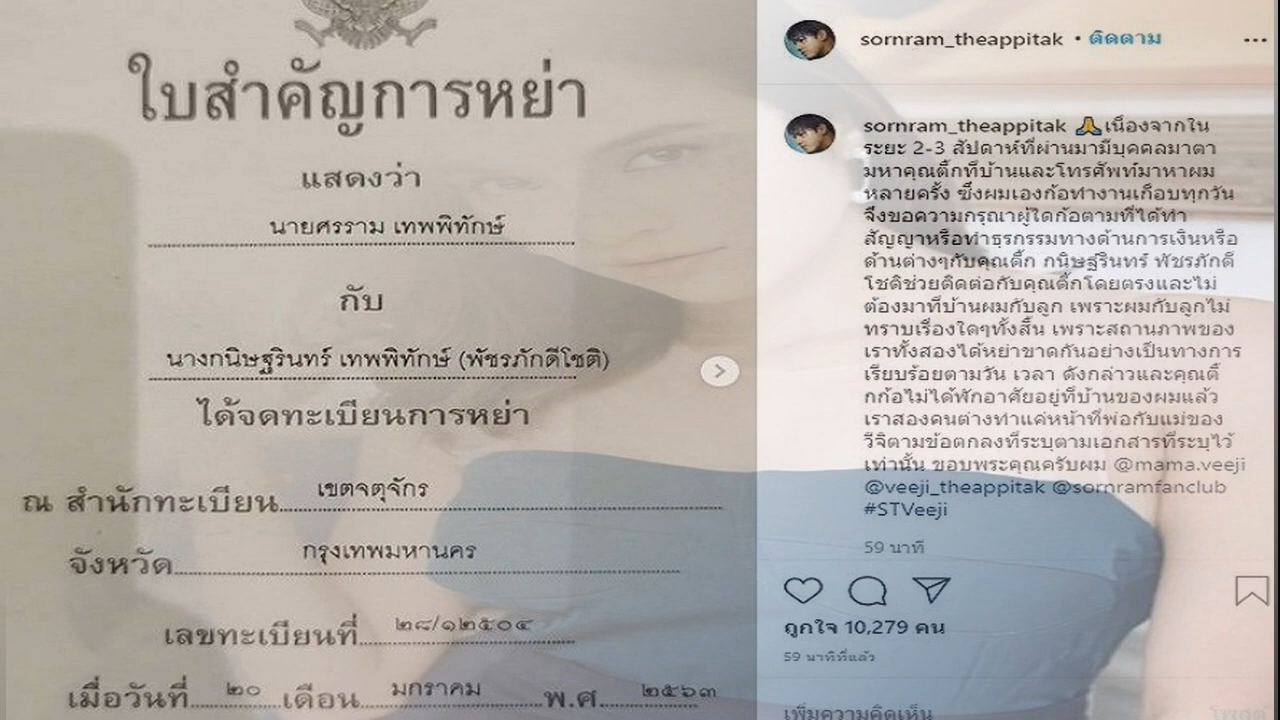 ใบสำคัญการหย่า
แสดงว่า
นายศรราม เทพพิทักษ์
กับ
นางกนิษฐรินทร์ เทพพิทักษ์ (พัชรภักดีโชติ)
ได้จดทะเบียนการหย่า
ณ สำนักทะเบียน เขตจตุจักร
จังหวัด กรุงเทพมหานคร
เลขทะเบียนที่ ๒๘/๑๒๕๐๔
เมื่อวันที่ ๒๐ เดือน มกราคม พ.ศ. ๒๕๖๓
sornram_theappitak • ติดตาม
sornram_theappitak 🙏เนื่องจากใน
ระยะ 2-3 สัปดาห์ที่ผ่านมามีบุคคลมาตา
มหาคุณติ๊กที่บ้านและโทรศัพท์มาหาผม
หลายครั้ง ซึ่งผมเองก้อทำงานเกือบทุกวัน
จึงขอความกรุณาผู้ใดก้อตามที่ได้ทำ
สัญญาหรือทำธุรกรรมทางด้านการเงินหรือ
ด้านต่างๆกับคุณติ๊ก กนิษฐ์รินทร์ พัชรภักดี
โชติช่วยติดต่อกับคุณติ๊กโดยตรงและไม่
ต้องมาที่บ้านผมกับลูก เพราะผมกับลูกไม่
ทราบเรื่องใดๆทั้งสิ้น เพราะสถานภาพของ
เราทั้งสองได้หย่าขาดกันอย่างเป็นทางการ
เรียบร้อยตามวัน เวลา ดังกล่าวและคุณติ๊
กก้อไม่ได้พักอาศัยอยู่ที่บ้านของผมแล้ว
เราสองคนต่างทำแค่หน้าที่พ่อกับแม่ของ
วีจิตามข้อตกลงที่ระบุตามเอกสารที่ระบุไว้
เท่านั้น ขอบพระคุณครับผม @mama.veeji
@veeji_theappitak @sornramfanclub
#STVeeji
59 นาที
ถูกใจ 10,279 คน
59 นาทีที่แล้ว
เพิ่มความคิดเห็น
โพสต์